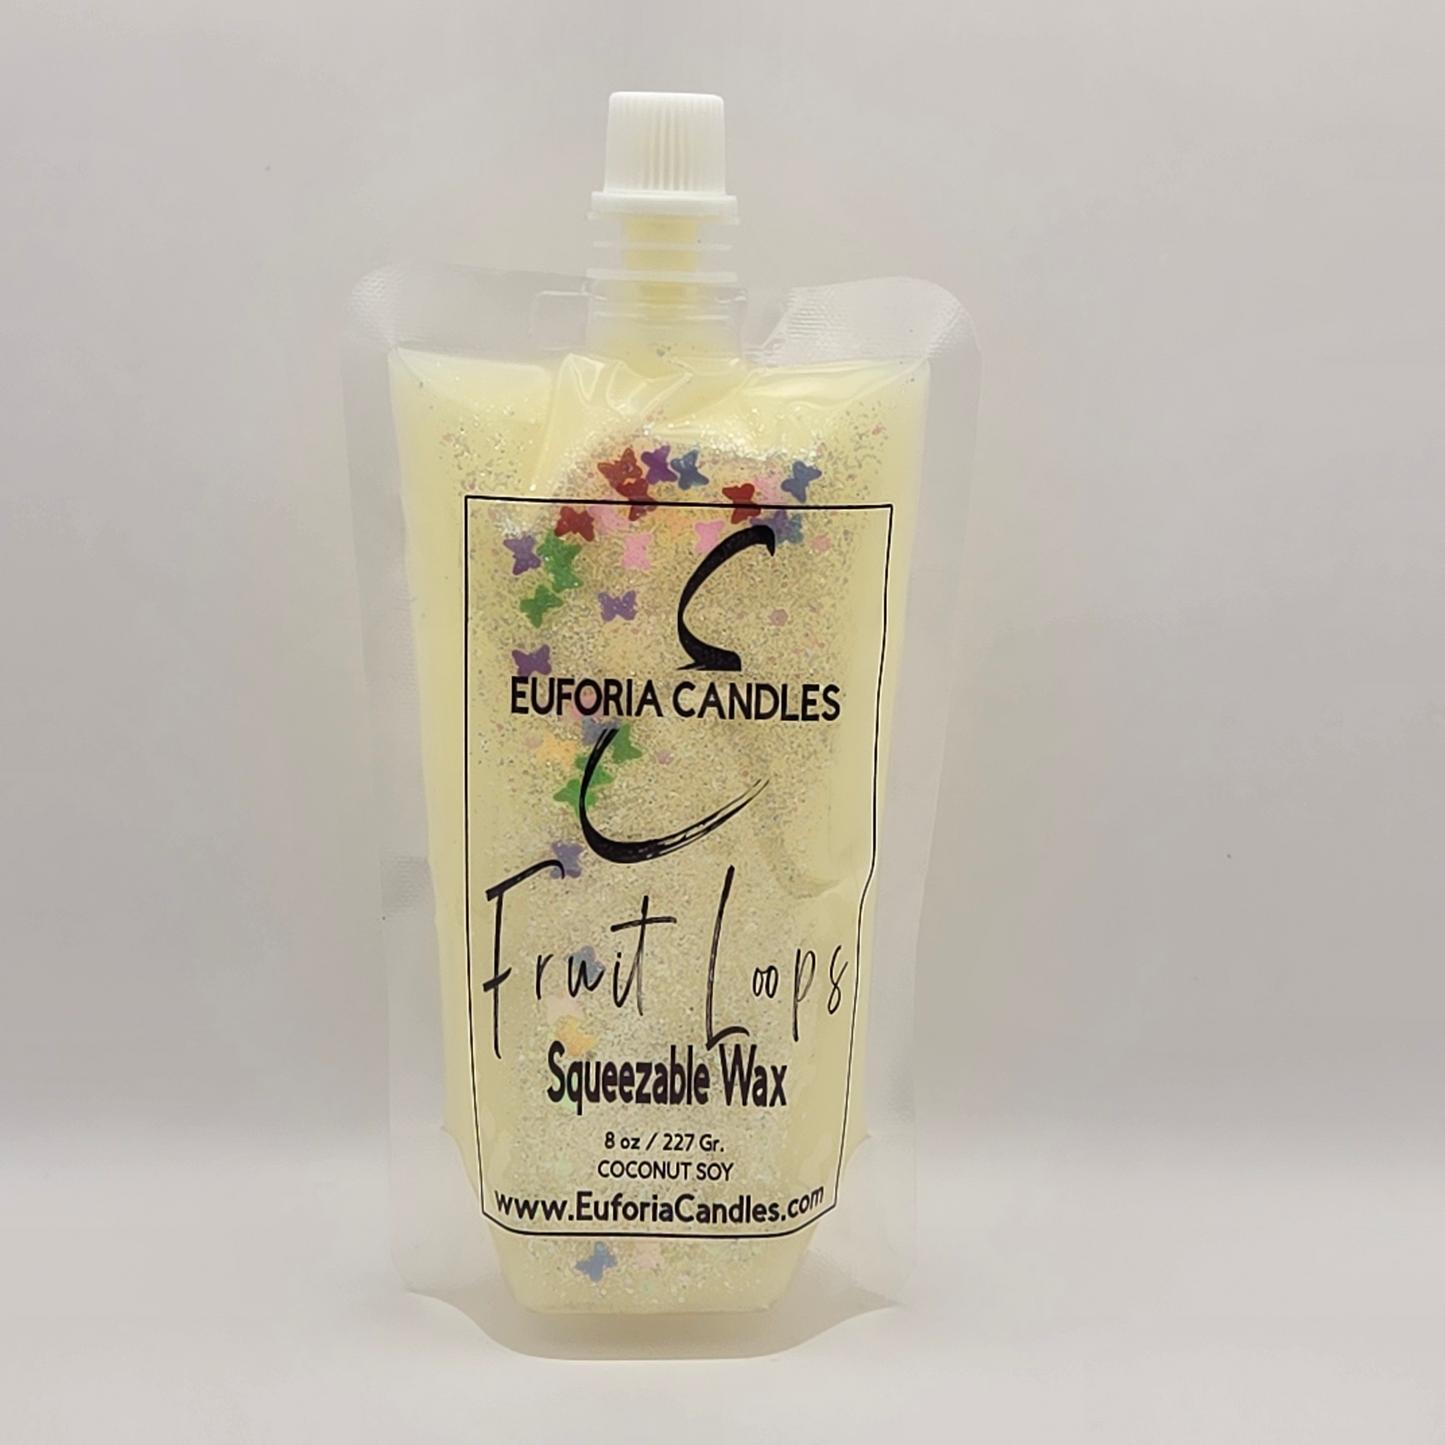 EUFORIA CANDLES
Fruit Loops
Squeezable Wax
8 oz / 227 Gr.
COCONUT SOY
www.EuforiaCandles.com